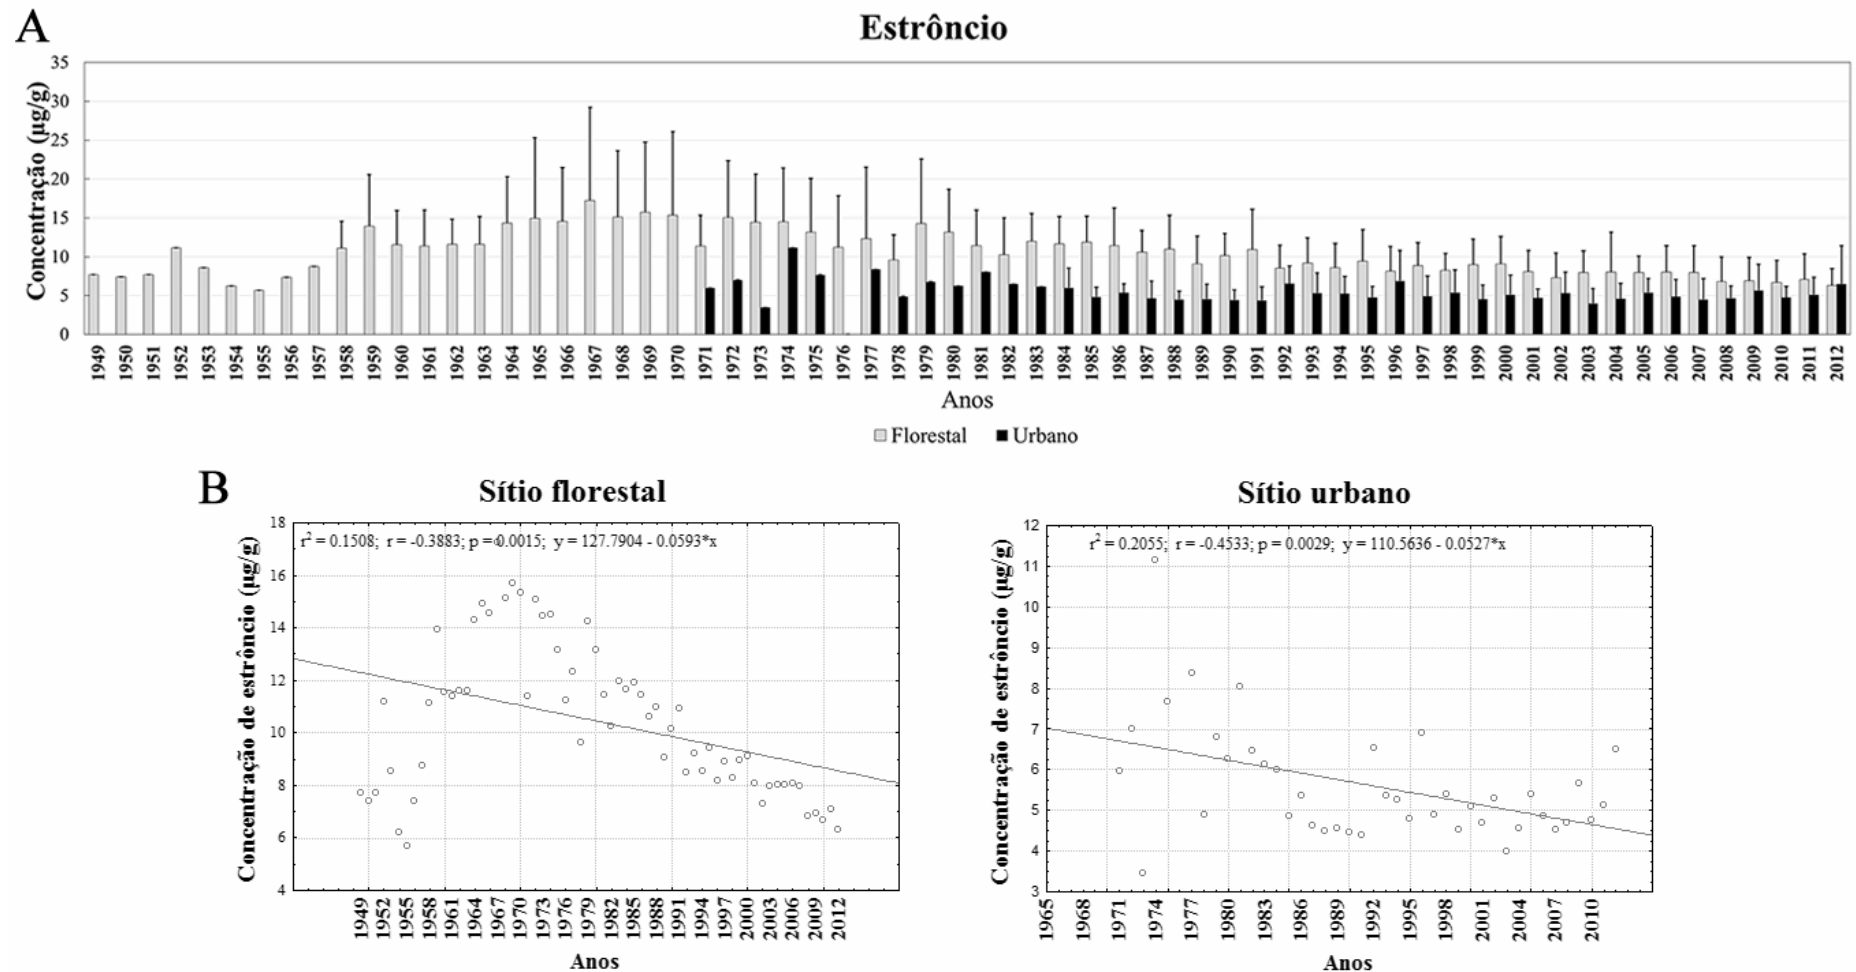 A
Estrôncio
Concentração (µg/g)
35
30
25
20
15
10
5
0
1949 1950 1951 1952 1953 1954 1955 1956 1957 1958 1959 1960 1961 1962 1963 1964 1965 1966 1967 1968 1969 1970 1971 1972 1973 1974 1975 1976 1977 1978 1979 1980 1981 1982 1983 1984 1985 1986 1987 1988 1989 1990 1991 1992 1993 1994 1995 1996 1997 1998 1999 2000 2001 2002 2003 2004 2005 2006 2007 2008 2009 2010 2011 2012
Anos
Florestal Urbano
B
Sítio florestal
Concentração de estrôncio (µg/g)
r² = 0.1508; r = -0.3883; p = 0.0015; y = 127.7904 - 0.0593*x
18
16
14
12
10
8
6
4
1949 1952 1955 1958 1961 1964 1967 1970 1973 1976 1979 1982 1985 1988 1991 1994 1997 2000 2003 2006 2009 2012
Anos
Sítio urbano
Concentração de estrôncio (µg/g)
r² = 0.2055; r = -0.4533; p = 0.0029; y = 110.5636 - 0.0527*x
12
11
10
9
8
7
6
5
4
3
1965 1968 1971 1974 1977 1980 1983 1986 1989 1992 1995 1998 2001 2004 2007 2010
Anos